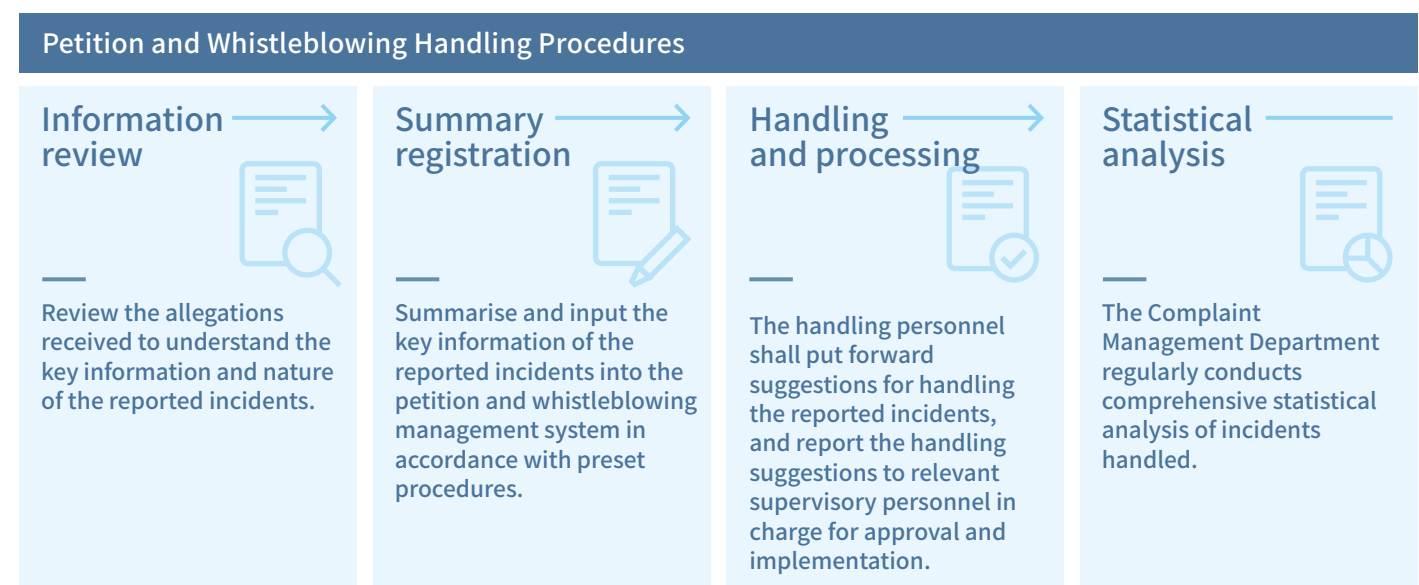 Petition and Whistleblowing Handling Procedures
Information
review
Review the allegations
received to understand the
key information and nature
of the reported incidents.
Summary
registration
Summarise and input the
key information of the
reported incidents into the
petition and whistleblowing
management system in
accordance with preset
procedures.
Handling
and processing
The handling personnel
shall put forward
suggestions for handling
the reported incidents,
and report the handling
suggestions to relevant
supervisory personnel in
charge for approval and
implementation.
Statistical
analysis
The Complaint
Management Department
regularly conducts
comprehensive statistical
analysis of incidents
handled.